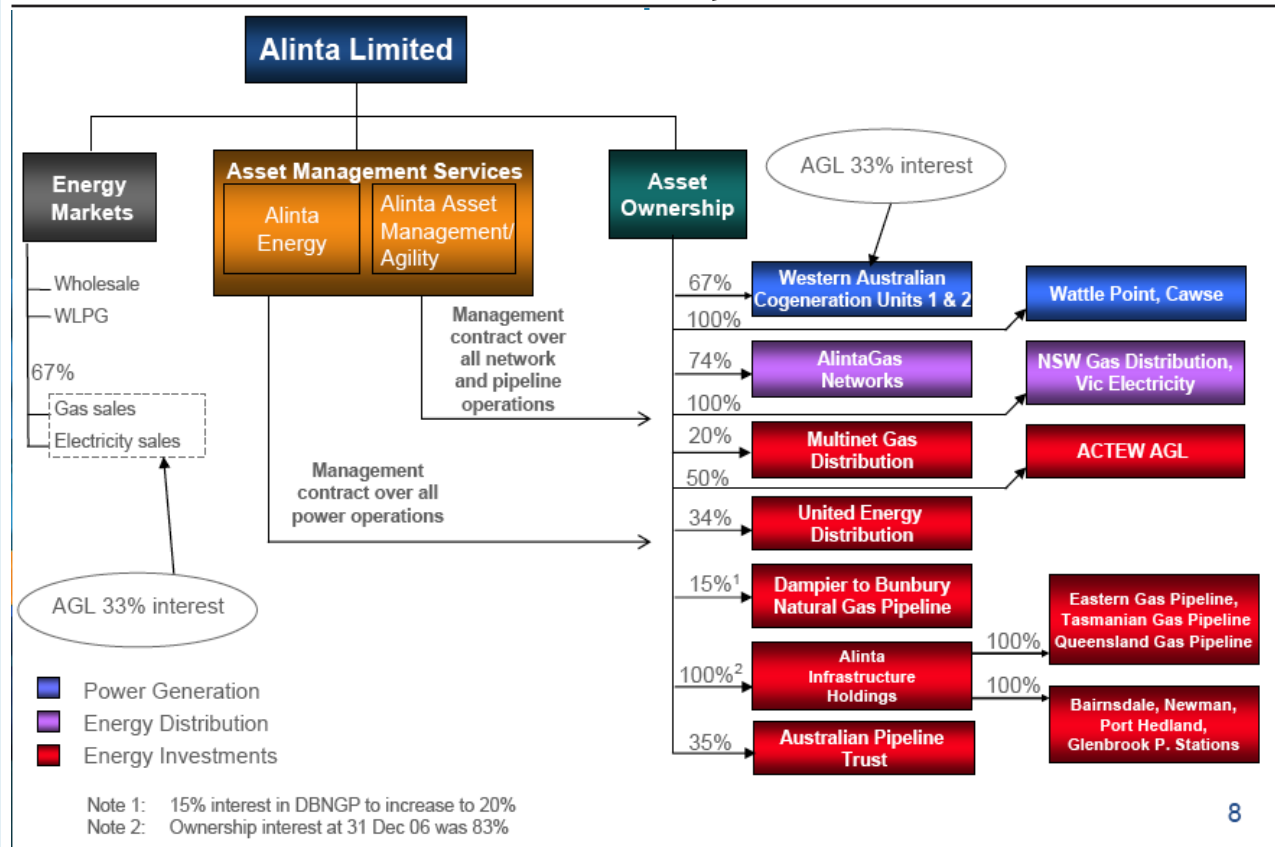 Alinta Limited
Energy
Markets
Wholesale
WLPG
67%
Gas sales
Electricity sales
AGL 33% interest
Asset Management Services
Alinta
Energy
Alinta Asset
Management/
Agility
Management
contract over
all network
and pipeline
operations
Management
contract over all
power operations
Asset
Ownership
AGL 33% interest
67%
Western Australian
Cogeneration Units 1 & 2
100%
Wattle Point, Cawse
74%
AlintaGas
Networks
100%
NSW Gas Distribution,
Vic Electricity
20%
Multinet Gas
Distribution
50%
ACTEW AGL
34%
United Energy
Distribution
15%¹
Dampier to Bunbury
Natural Gas Pipeline
100%²
Alinta
Infrastructure
Holdings
100%
Eastern Gas Pipeline,
Tasmanian Gas Pipeline
Queensland Gas Pipeline
100%
Bairnsdale, Newman,
Port Hedland,
Glenbrook P. Stations
35%
Australian Pipeline
Trust
Power Generation
Energy Distribution
Energy Investments
Note 1: 15% interest in DBNGP to increase to 20%
Note 2: Ownership interest at 31 Dec 06 was 83%
8